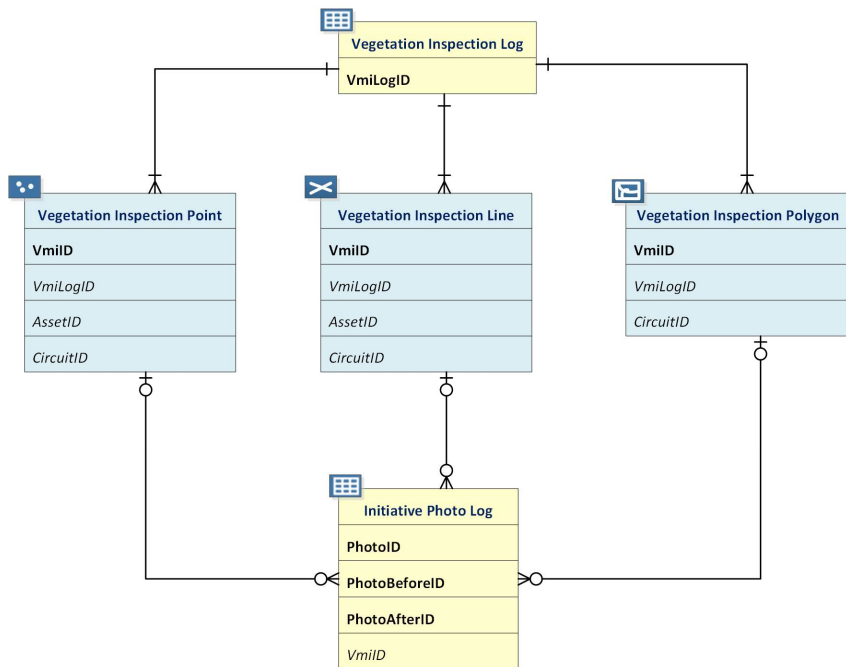 Vegetation Inspection Log
VmiLogID
Vegetation Inspection Point
VmiID
VmiLogID
AssetID
CircuitID
Vegetation Inspection Line
VmiID
VmiLogID
AssetID
CircuitID
Vegetation Inspection Polygon
VmiID
VmiLogID
CircuitID
Initiative Photo Log
PhotoID
PhotoBeforeID
PhotoAfterID
VmiID